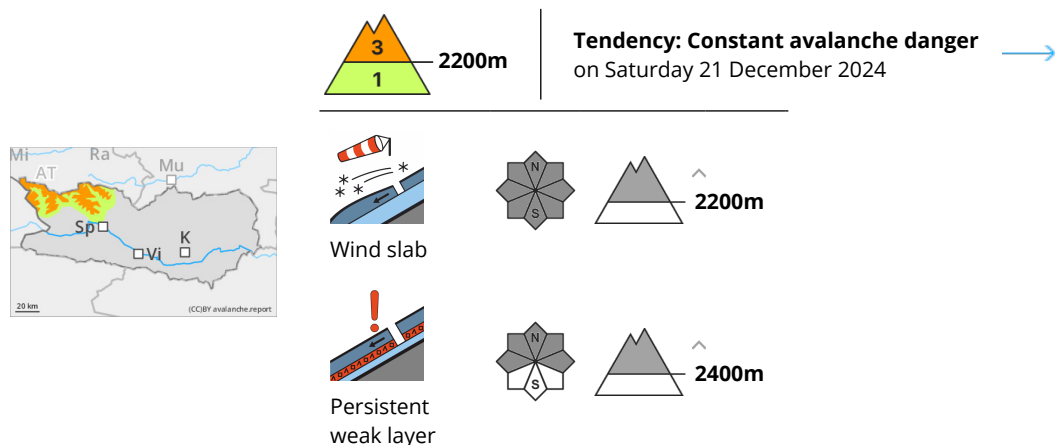 3
1
2200m
Tendency: Constant avalanche danger
on Saturday 21 December 2024
Mi
Ra
AT
Mu
Sp
Vi
K
20 km
(CC)BY avalanche.report
Wind slab
N
S
2200m
Persistent
weak layer
N
S
2400m